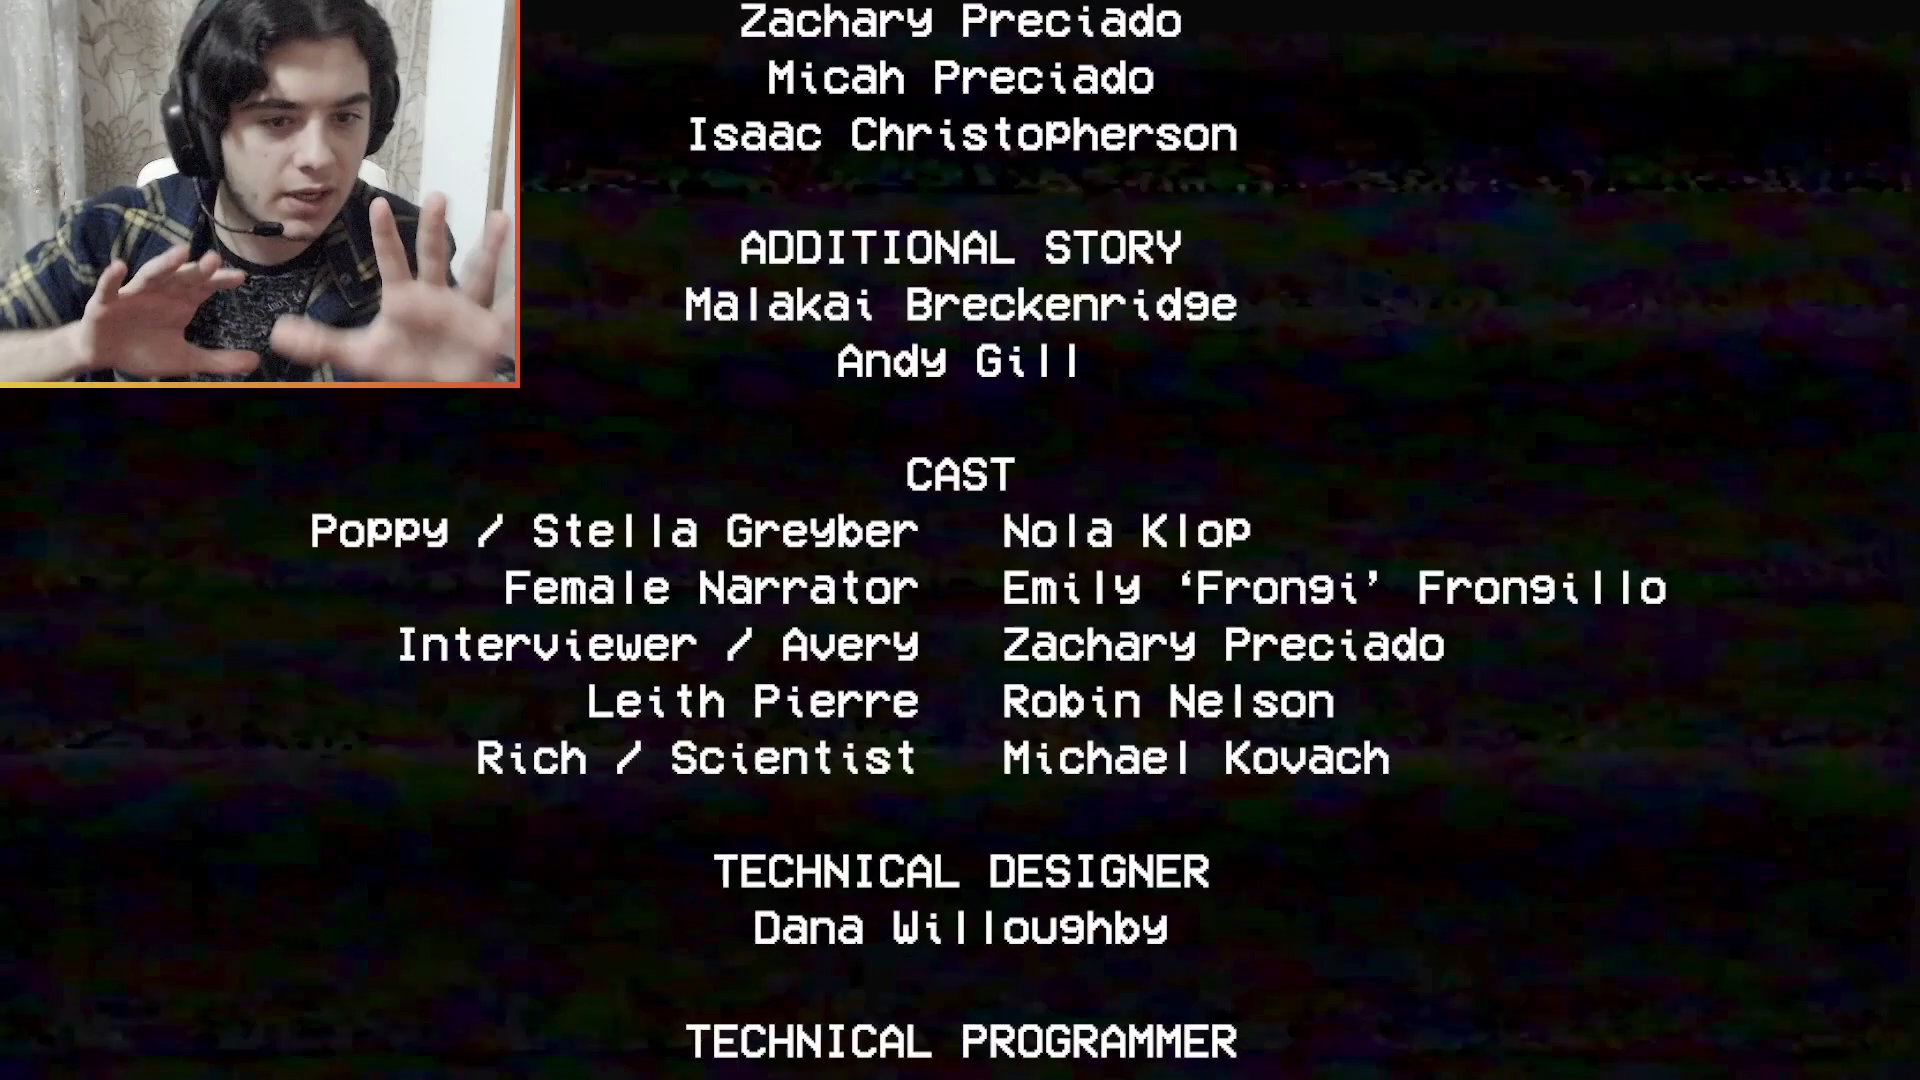 Zachary Preciado
Micah Preciado
Isaac Christopherson
ADDITIONAL STORY
Malakai Breckenridge
Andy Gill
CAST
Poppy / Stella Greyber Nola Klop
Female Narrator Emily ‘Frongi’ Frongillo
Interviewer / Avery Zachary Preciado
Leith Pierre Robin Nelson
Rich / Scientist Michael Kovach
TECHNICAL DESIGNER
Dana Willoughby
TECHNICAL PROGRAMMER